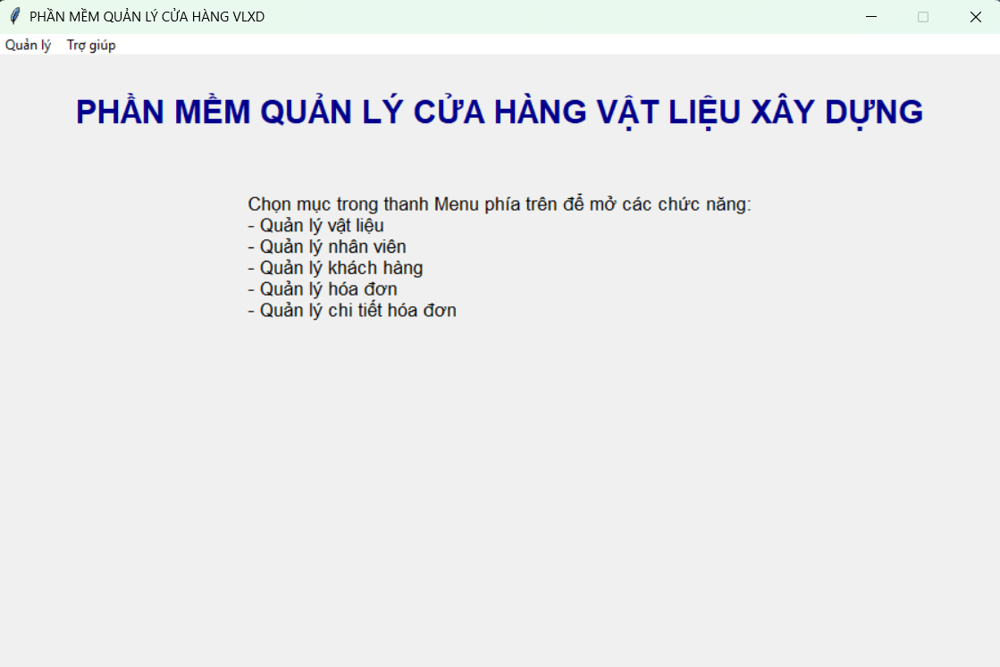 PHẦN MỀM QUẢN LÝ CỬA HÀNG VLXD
Quản lý Trợ giúp
PHẦN MỀM QUẢN LÝ CỬA HÀNG VẬT LIỆU XÂY DỰNG
Chọn mục trong thanh Menu phía trên để mở các chức năng:
- Quản lý vật liệu
- Quản lý nhân viên
- Quản lý khách hàng
- Quản lý hóa đơn
- Quản lý chi tiết hóa đơn